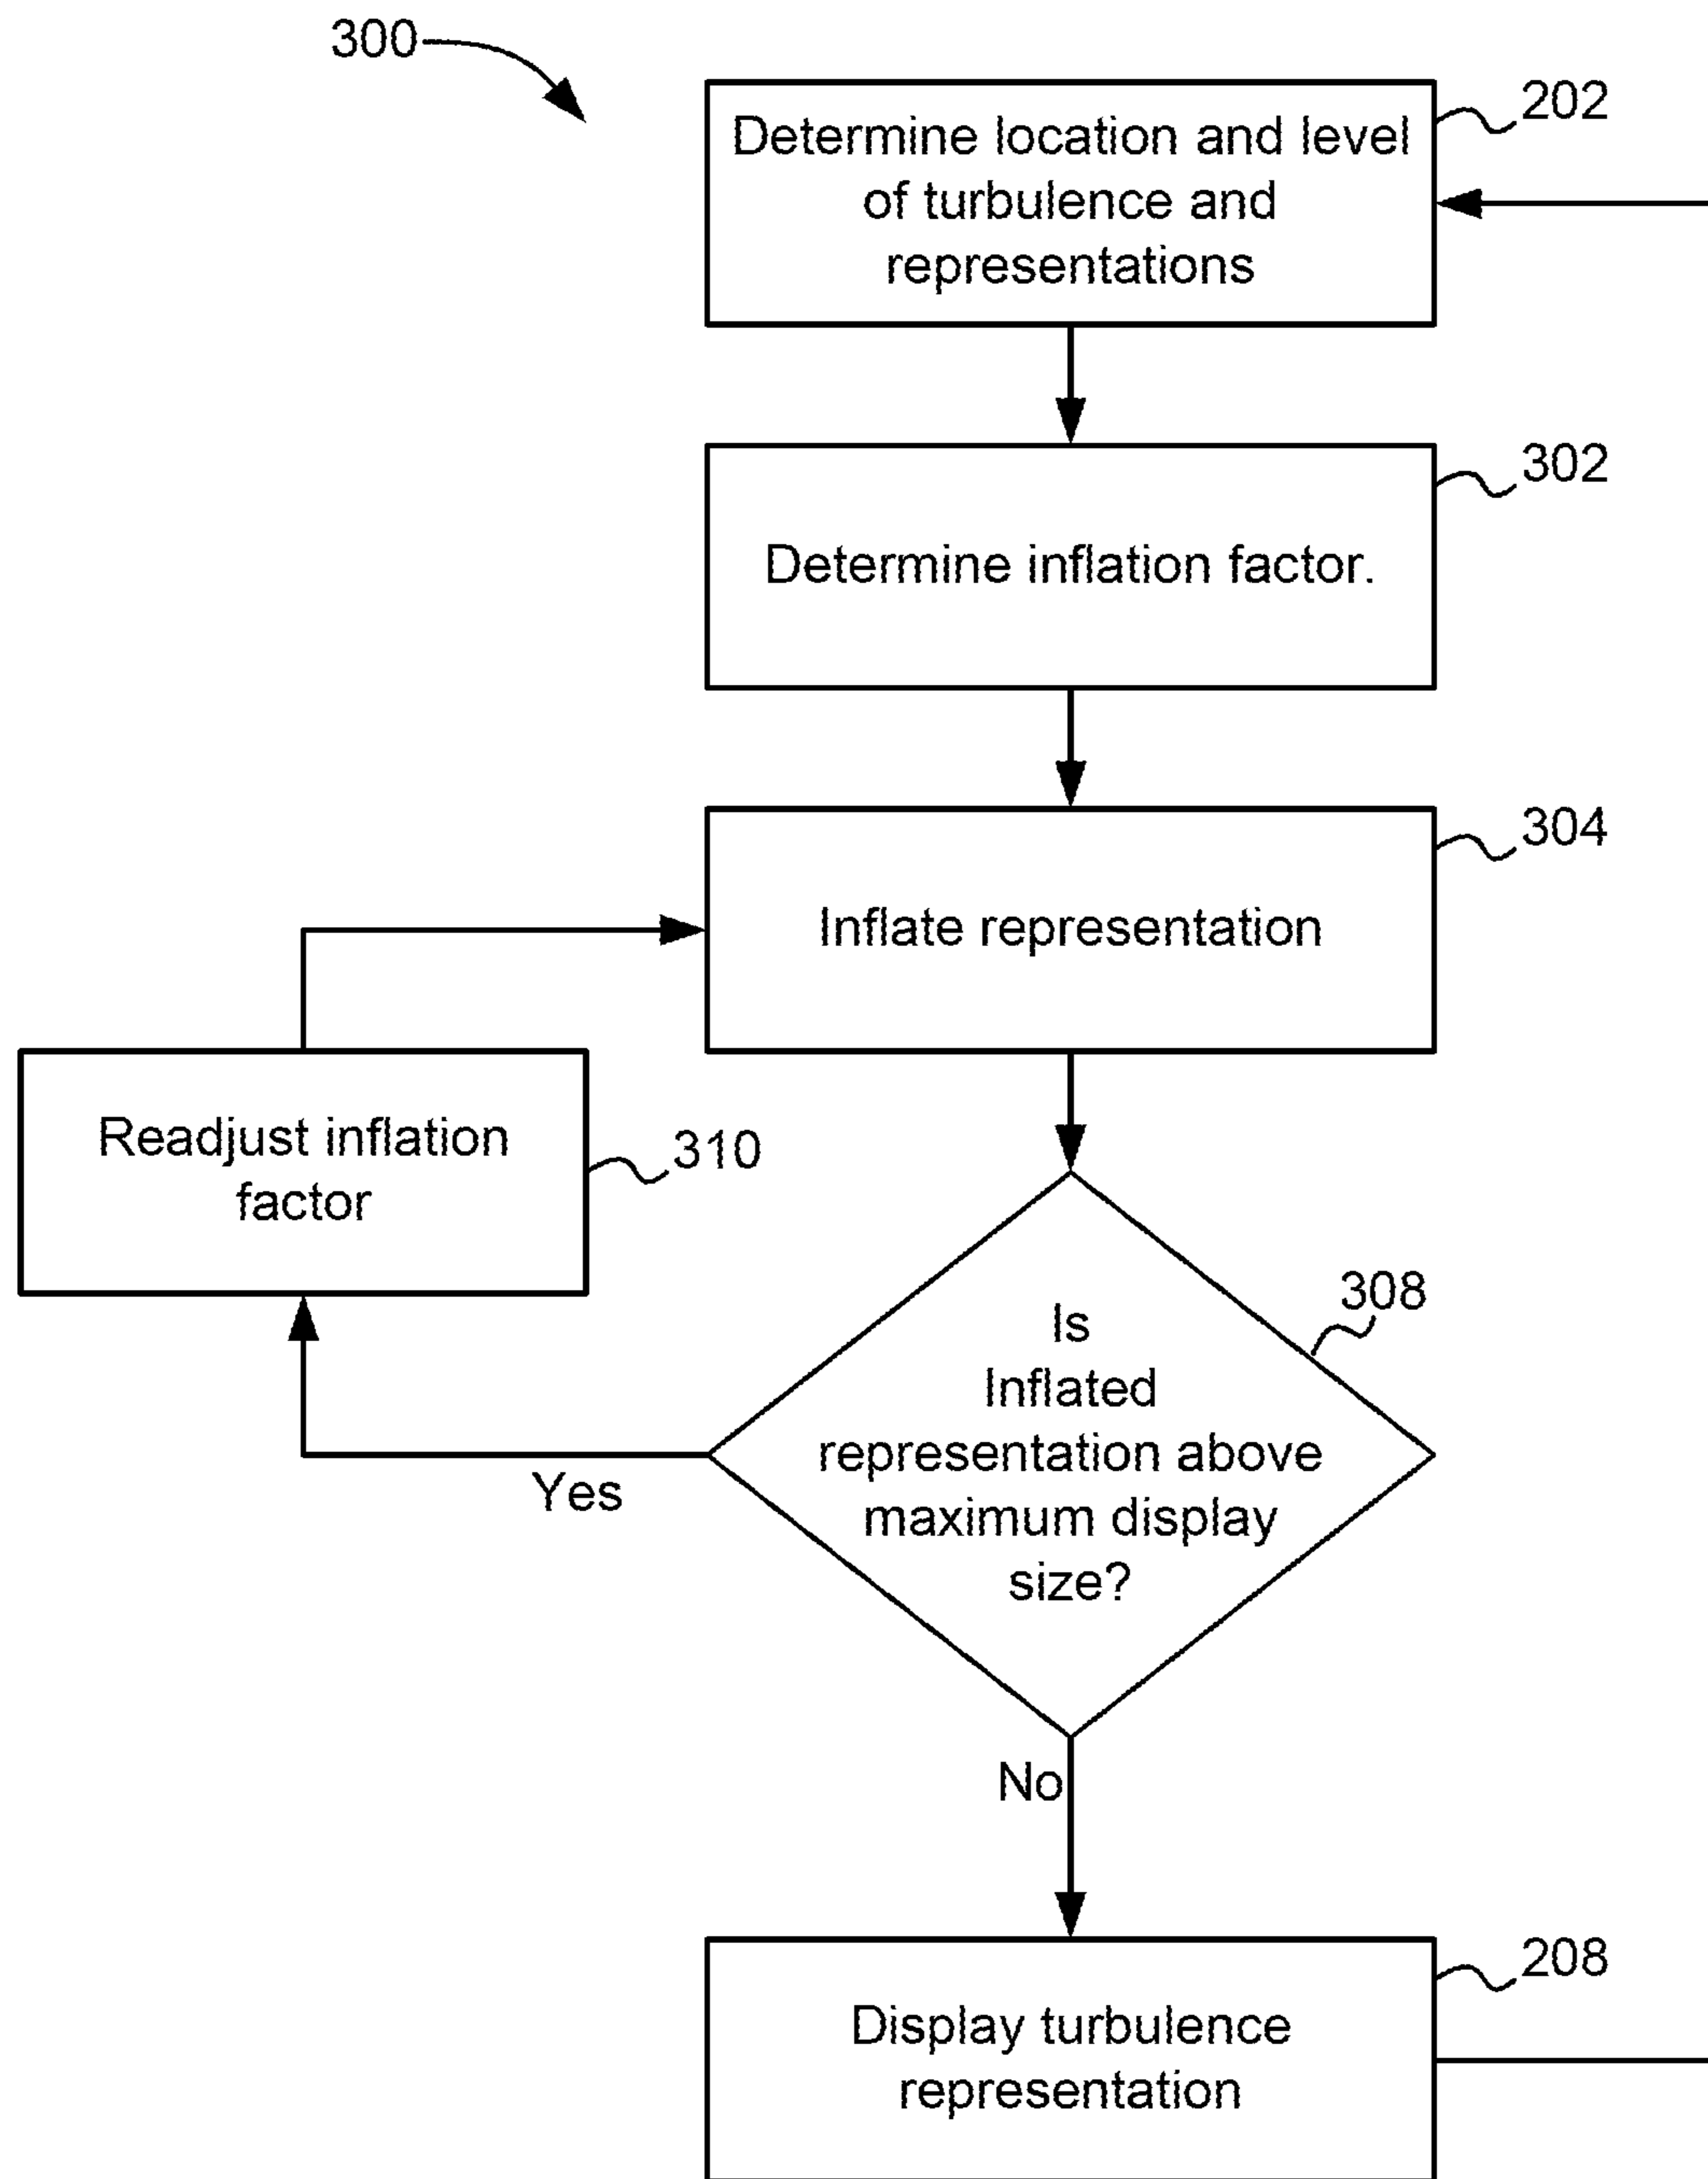 300
202
Determine location and level
of turbulence and
representations
302
Determine inflation factor.
304
Inflate representation
Readjust inflation
factor
310
308
Is
Inflated
representation above
maximum display
size?
Yes
No
208
Display turbulence
representation